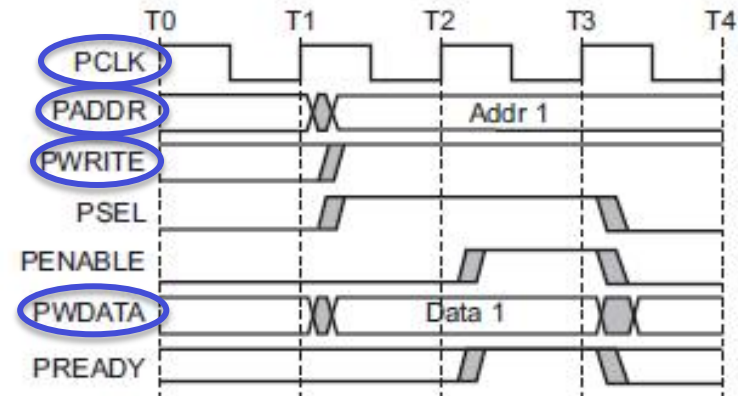 T0 T1 T2 T3 T4
PCLK
PADDR Addr 1
PWRITE
PSEL
PENABLE
PWDATA Data 1
PREADY